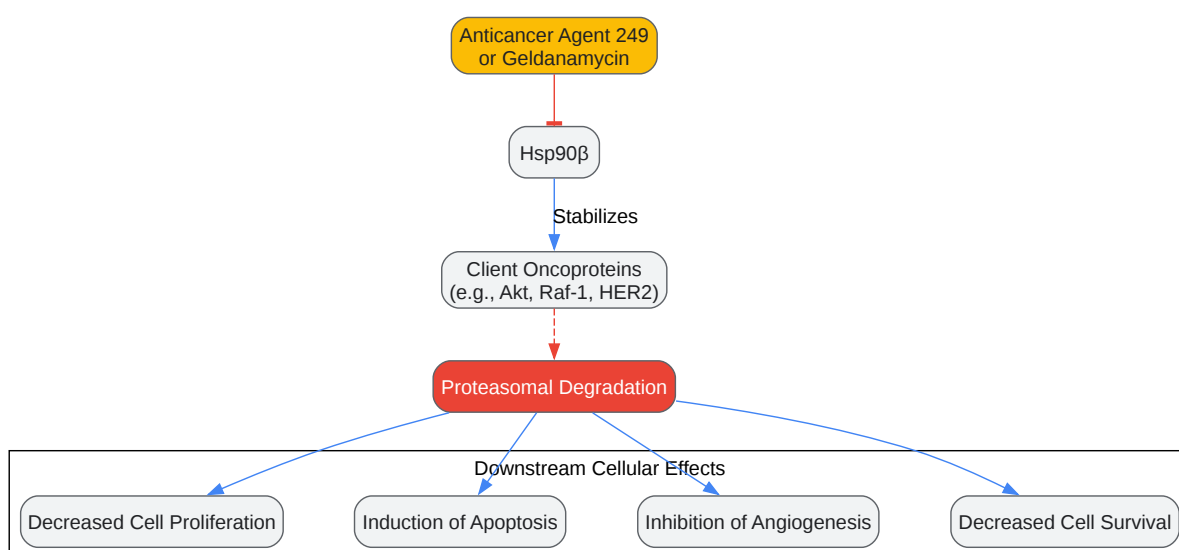 Anticancer Agent 249
or Geldanamycin
Hsp90β
Stabilizes
Client Oncoproteins
(e.g., Akt, Raf-1, HER2)
Proteasomal Degradation
Downstream Cellular Effects
Decreased Cell Proliferation
Induction of Apoptosis
Inhibition of Angiogenesis
Decreased Cell Survival